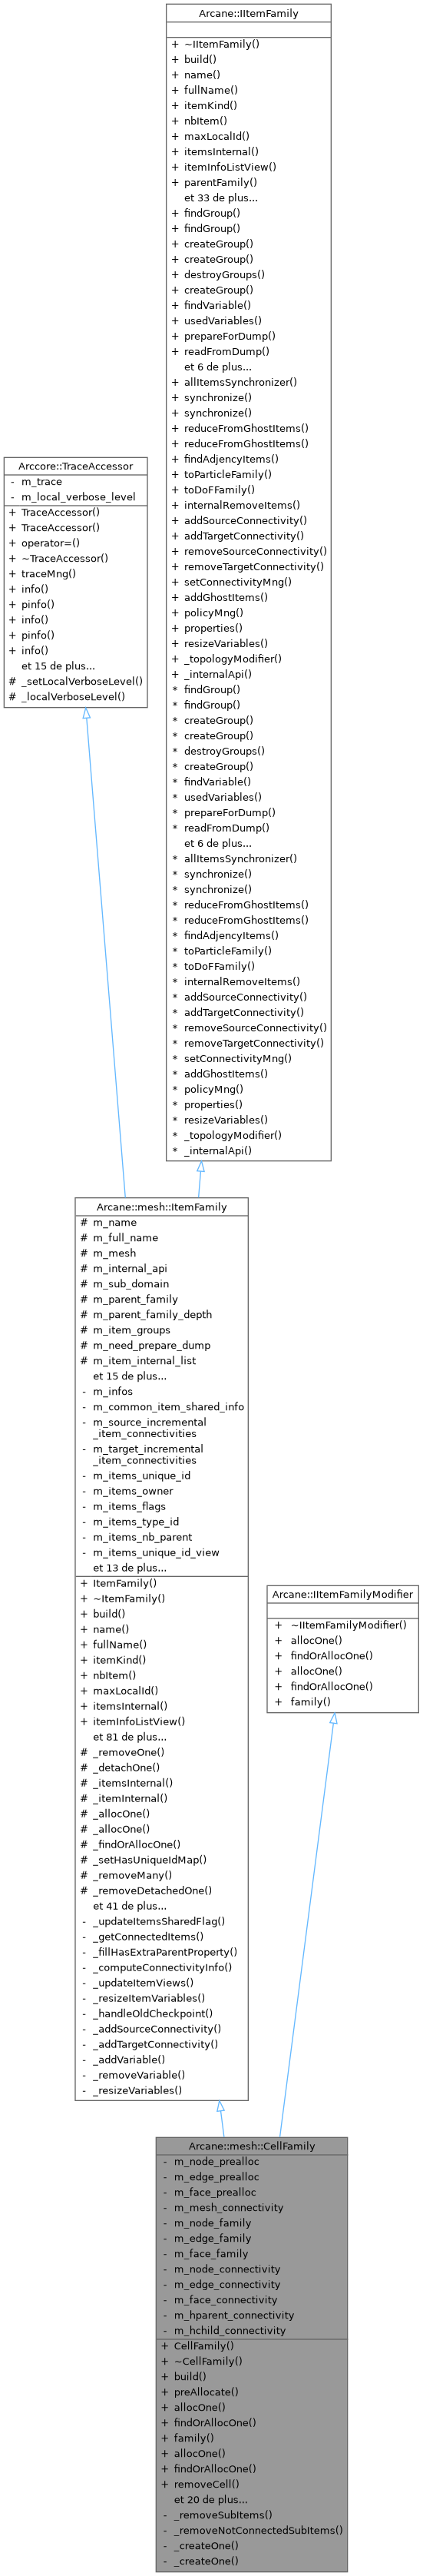 Arcane::IItemFamily
+ ~IItemFamily()
+ build()
+ name()
+ fullName()
+ itemKind()
+ nbItem()
+ maxLocalId()
+ itemsInternal()
+ itemInfoListView()
+ parentFamily()
et 33 de plus...
+ findGroup()
+ findGroup()
+ createGroup()
+ createGroup()
+ destroyGroups()
+ createGroup()
+ findVariable()
+ usedVariables()
+ prepareForDump()
+ readFromDump()
et 6 de plus...
+ allItemsSynchronizer()
+ synchronize()
+ synchronize()
+ reduceFromGhostItems()
+ reduceFromGhostItems()
+ findAdjencyItems()
+ toParticleFamily()
+ toDoFFamily()
+ internalRemoveItems()
+ addSourceConnectivity()
+ addTargetConnectivity()
+ removeSourceConnectivity()
+ removeTargetConnectivity()
+ setConnectivityMng()
+ addGhostItems()
+ policyMng()
+ properties()
+ resizeVariables()
+ _topologyModifier()
+ _internalApi()
* findGroup()
* findGroup()
* createGroup()
* createGroup()
* destroyGroups()
* createGroup()
* findVariable()
* usedVariables()
* prepareForDump()
* readFromDump()
et 6 de plus...
* allItemsSynchronizer()
* synchronize()
* synchronize()
* reduceFromGhostItems()
* reduceFromGhostItems()
* findAdjencyItems()
* toParticleFamily()
* toDoFFamily()
* internalRemoveItems()
* addSourceConnectivity()
* addTargetConnectivity()
* removeSourceConnectivity()
* removeTargetConnectivity()
* setConnectivityMng()
* addGhostItems()
* policyMng()
* properties()
* resizeVariables()
* _topologyModifier()
* _internalApi()
Arccore::TraceAccessor
- m_trace
- m_local_verbose_level
+ TraceAccessor()
+ TraceAccessor()
+ operator=()
+ ~TraceAccessor()
+ traceMng()
+ info()
+ pinfo()
+ info()
+ pinfo()
+ info()
et 15 de plus...
# _setLocalVerboseLevel()
# _localVerboseLevel()
Arcane::mesh::ItemFamily
# m_name
# m_full_name
# m_mesh
# m_internal_api
# m_sub_domain
# m_parent_family
# m_parent_family_depth
# m_item_groups
# m_need_prepare_dump
# m_item_internal_list
et 15 de plus...
- m_infos
- m_common_item_shared_info
- m_source_incremental
_item_connectivities
- m_target_incremental
_item_connectivities
- m_items_unique_id
- m_items_owner
- m_items_flags
- m_items_type_id
- m_items_nb_parent
- m_items_unique_id_view
et 13 de plus...
+ ItemFamily()
+ ~ItemFamily()
+ build()
+ name()
+ fullName()
+ itemKind()
+ nbItem()
+ maxLocalId()
+ itemsInternal()
+ itemInfoListView()
et 81 de plus...
# _removeOne()
# _detachOne()
# _itemsInternal()
# _itemInternal()
# _allocOne()
# _allocOne()
# _findOrAllocOne()
# _setHasUniqueIdMap()
# _removeMany()
# _removeDetachedOne()
et 41 de plus...
- _updateItemsSharedFlag()
- _getConnectedItems()
- _fillHasExtraParentProperty()
- _computeConnectivityInfo()
- _updateItemViews()
- _resizeItemVariables()
- _handleOldCheckpoint()
- _addSourceConnectivity()
- _addTargetConnectivity()
- _addVariable()
- _removeVariable()
- _resizeVariables()
Arcane::IItemFamilyModifier
+ ~IItemFamilyModifier()
+ allocOne()
+ findOrAllocOne()
+ allocOne()
+ findOrAllocOne()
+ family()
Arcane::mesh::CellFamily
- m_node_prealloc
- m_edge_prealloc
- m_face_prealloc
- m_mesh_connectivity
- m_node_family
- m_edge_family
- m_face_family
- m_node_connectivity
- m_edge_connectivity
- m_face_connectivity
- m_hparent_connectivity
- m_hchild_connectivity
+ CellFamily()
+ ~CellFamily()
+ build()
+ preAllocate()
+ allocOne()
+ findOrAllocOne()
+ family()
+ allocOne()
+ findOrAllocOne()
+ removeCell()
et 20 de plus...
- _removeSubItems()
- _removeNotConnectedSubItems()
- _createOne()
- _createOne()